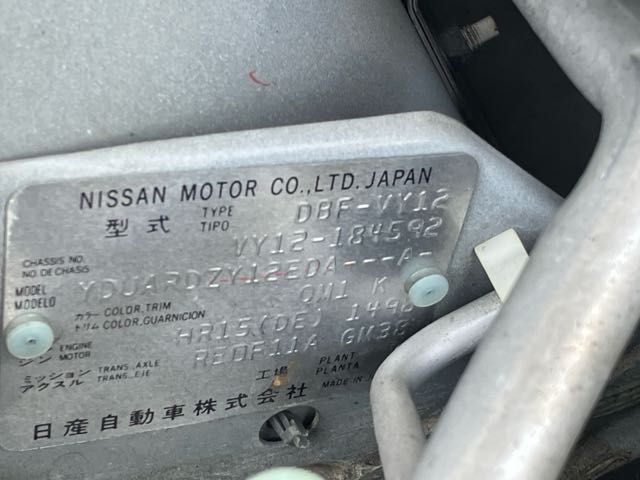 NISSAN MOTOR CO.,LTD. JAPAN
型式 TYPE TIPO DBF-VY12
CHASSIS NO. NO. DE CHASIS VY12-184592
MODEL MODELO YDUARDZY12EDA---A-
カラー COLOR, TRIM QM1 K
トリム COLOR, GUARNICION
エンジン ENGINE MOTOR HR15(DE) 1498
ミッション アクスル TRANS., AXLE TRANS., EJE RE0F11A GM38
工場 PLANT PLANTA
日産自動車株式会社 MADE IN